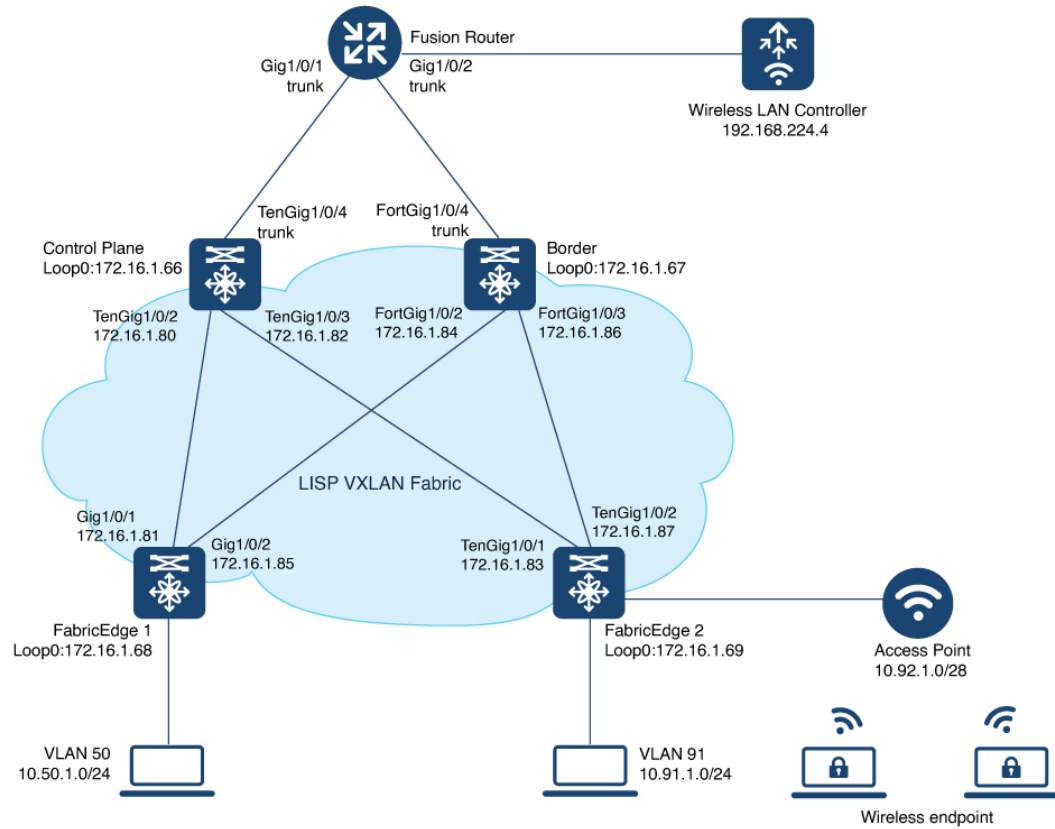 Fusion Router
Gig1/0/1
trunk
Gig1/0/2
trunk
Wireless LAN Controller
192.168.224.4
TenGig1/0/4
trunk
FortGig1/0/4
trunk
Control Plane
Loop0:172.16.1.66
Border
Loop0:172.16.1.67
TenGig1/0/2
172.16.1.80
TenGig1/0/3
172.16.1.82
FortGig1/0/2
172.16.1.84
FortGig1/0/3
172.16.1.86
LISP VXLAN Fabric
Gig1/0/1
172.16.1.81
Gig1/0/2
172.16.1.85
TenGig1/0/1
172.16.1.83
TenGig1/0/2
172.16.1.87
FabricEdge 1
Loop0:172.16.1.68
FabricEdge 2
Loop0:172.16.1.69
Access Point
10.92.1.0/28
VLAN 50
10.50.1.0/24
VLAN 91
10.91.1.0/24
Wireless endpoint